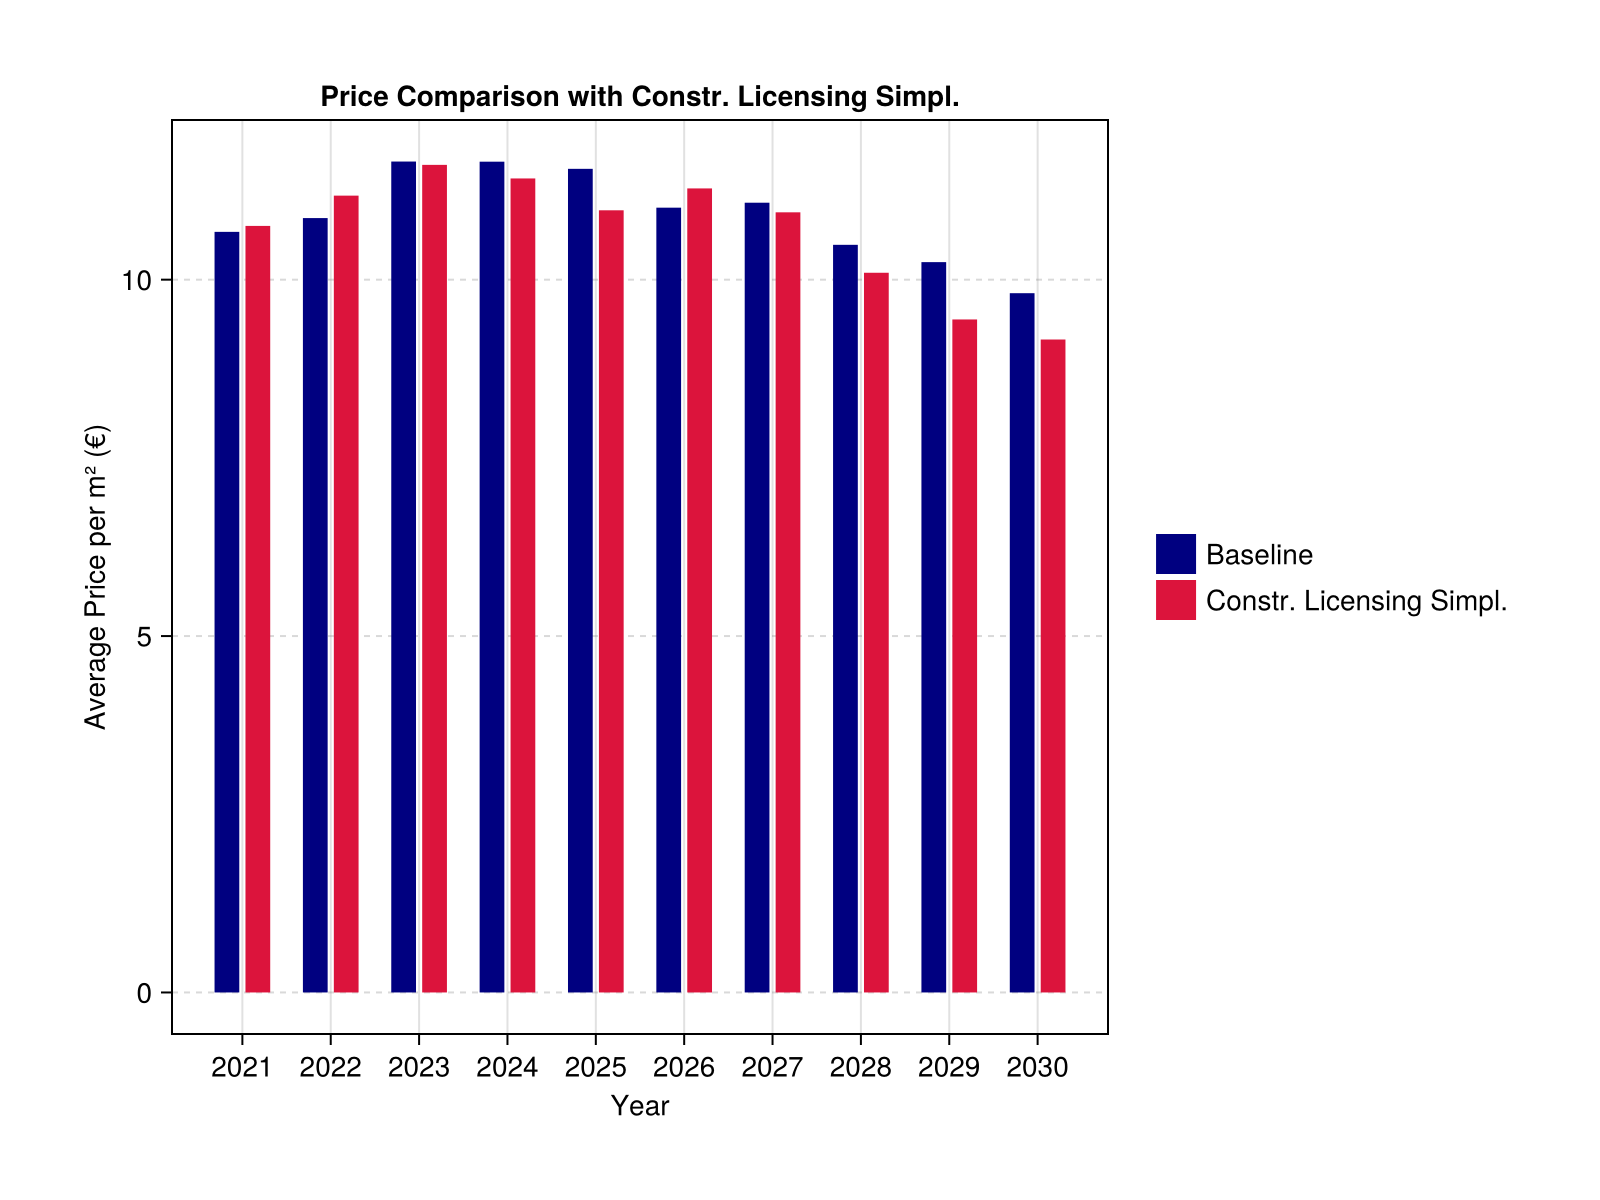 Price Comparison with Constr. Licensing Simpl.
Average Price per m² (€)
10
5
0
2021 2022 2023 2024 2025 2026 2027 2028 2029 2030
Year
Baseline
Constr. Licensing Simpl.